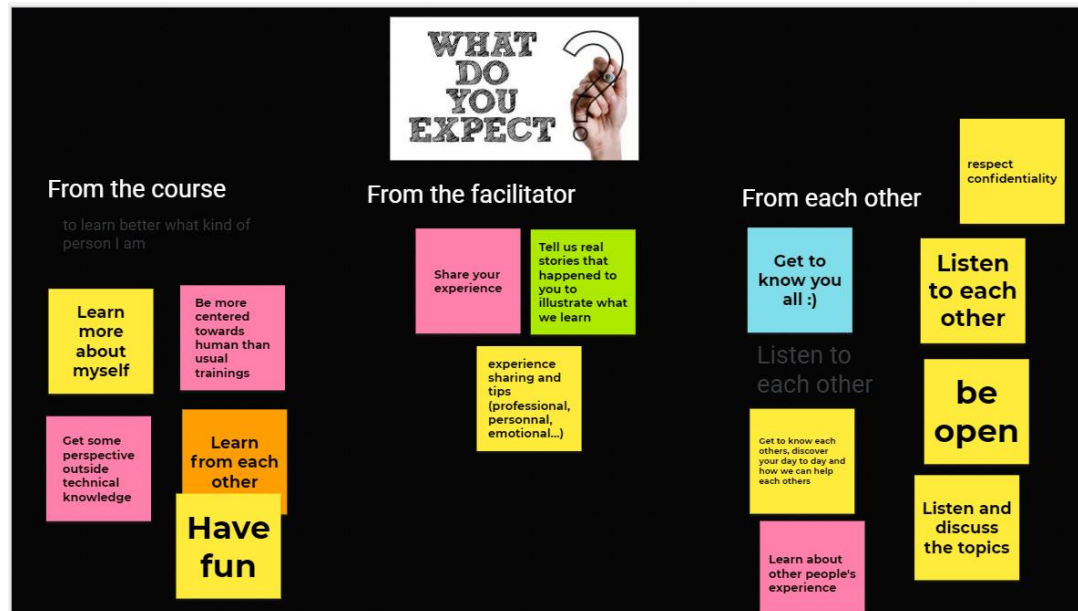 WHAT
DO
YOU
EXPECT
From the course
to learn better what kind of
person I am
Learn
more
about
myself
Be more
centered
towards
human than
usual
trainings
Get some
perspective
outside
technical
knowledge
Learn
from each
other
Have
fun
From the facilitator
Share your
experience
Tell us real
stories that
happened to
you to
illustrate what
we learn
experience
sharing and
tips
(professional,
personnal,
emotional...)
From each other
respect
confidentiality
Get to
know you
all :)
Listen
to each
other
Listen to
each other
be
open
Get to know each
others, discover
your day to day and
how we can help
each others
Listen and
discuss
the topics
Learn about
other people's
experience